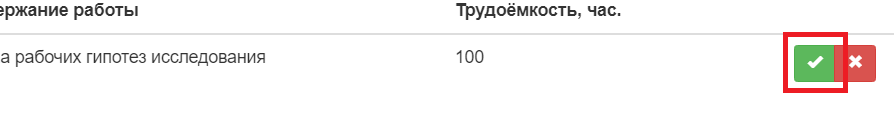 ержание работы Трудоёмкость, час.
а рабочих гипотез исследования 100